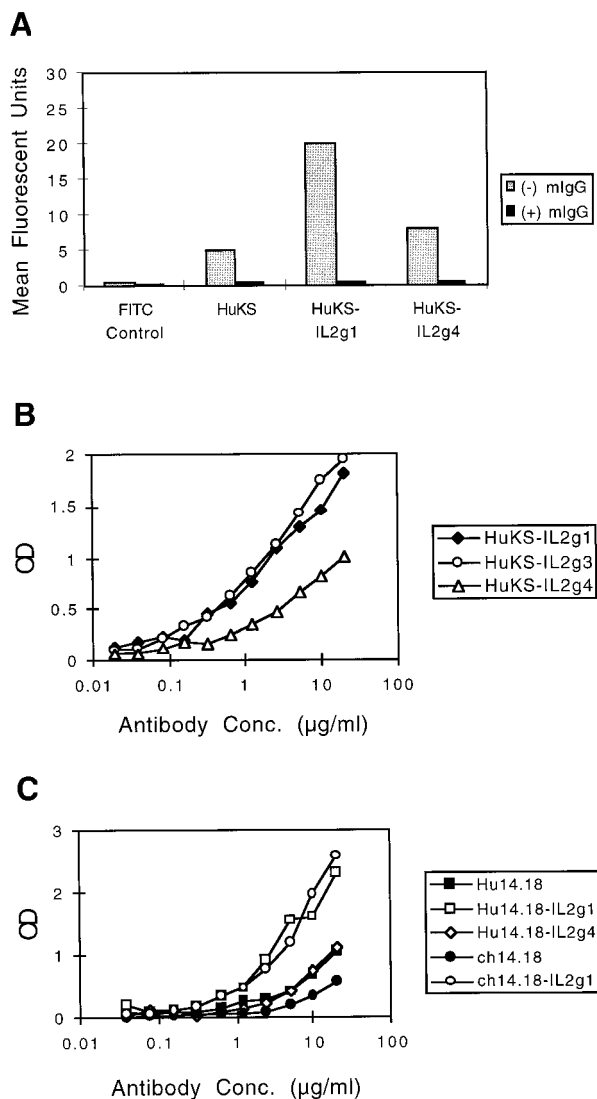 A
Mean Fluorescent Units
30
25
20
15
10
5
0
FITC Control
HuKS
HuKS-IL2g1
HuKS-IL2g4
(-) mIgG
(+) mIgG
B
OD
2
1.5
1
0.5
0
0.01
0.1
1
10
100
Antibody Conc. (µg/ml)
HuKS-IL2g1
HuKS-IL2g3
HuKS-IL2g4
C
OD
3
2
1
0
0.01
0.1
1
10
100
Antibody Conc. (µg/ml)
Hu14.18
Hu14.18-IL2g1
Hu14.18-IL2g4
ch14.18
ch14.18-IL2g1